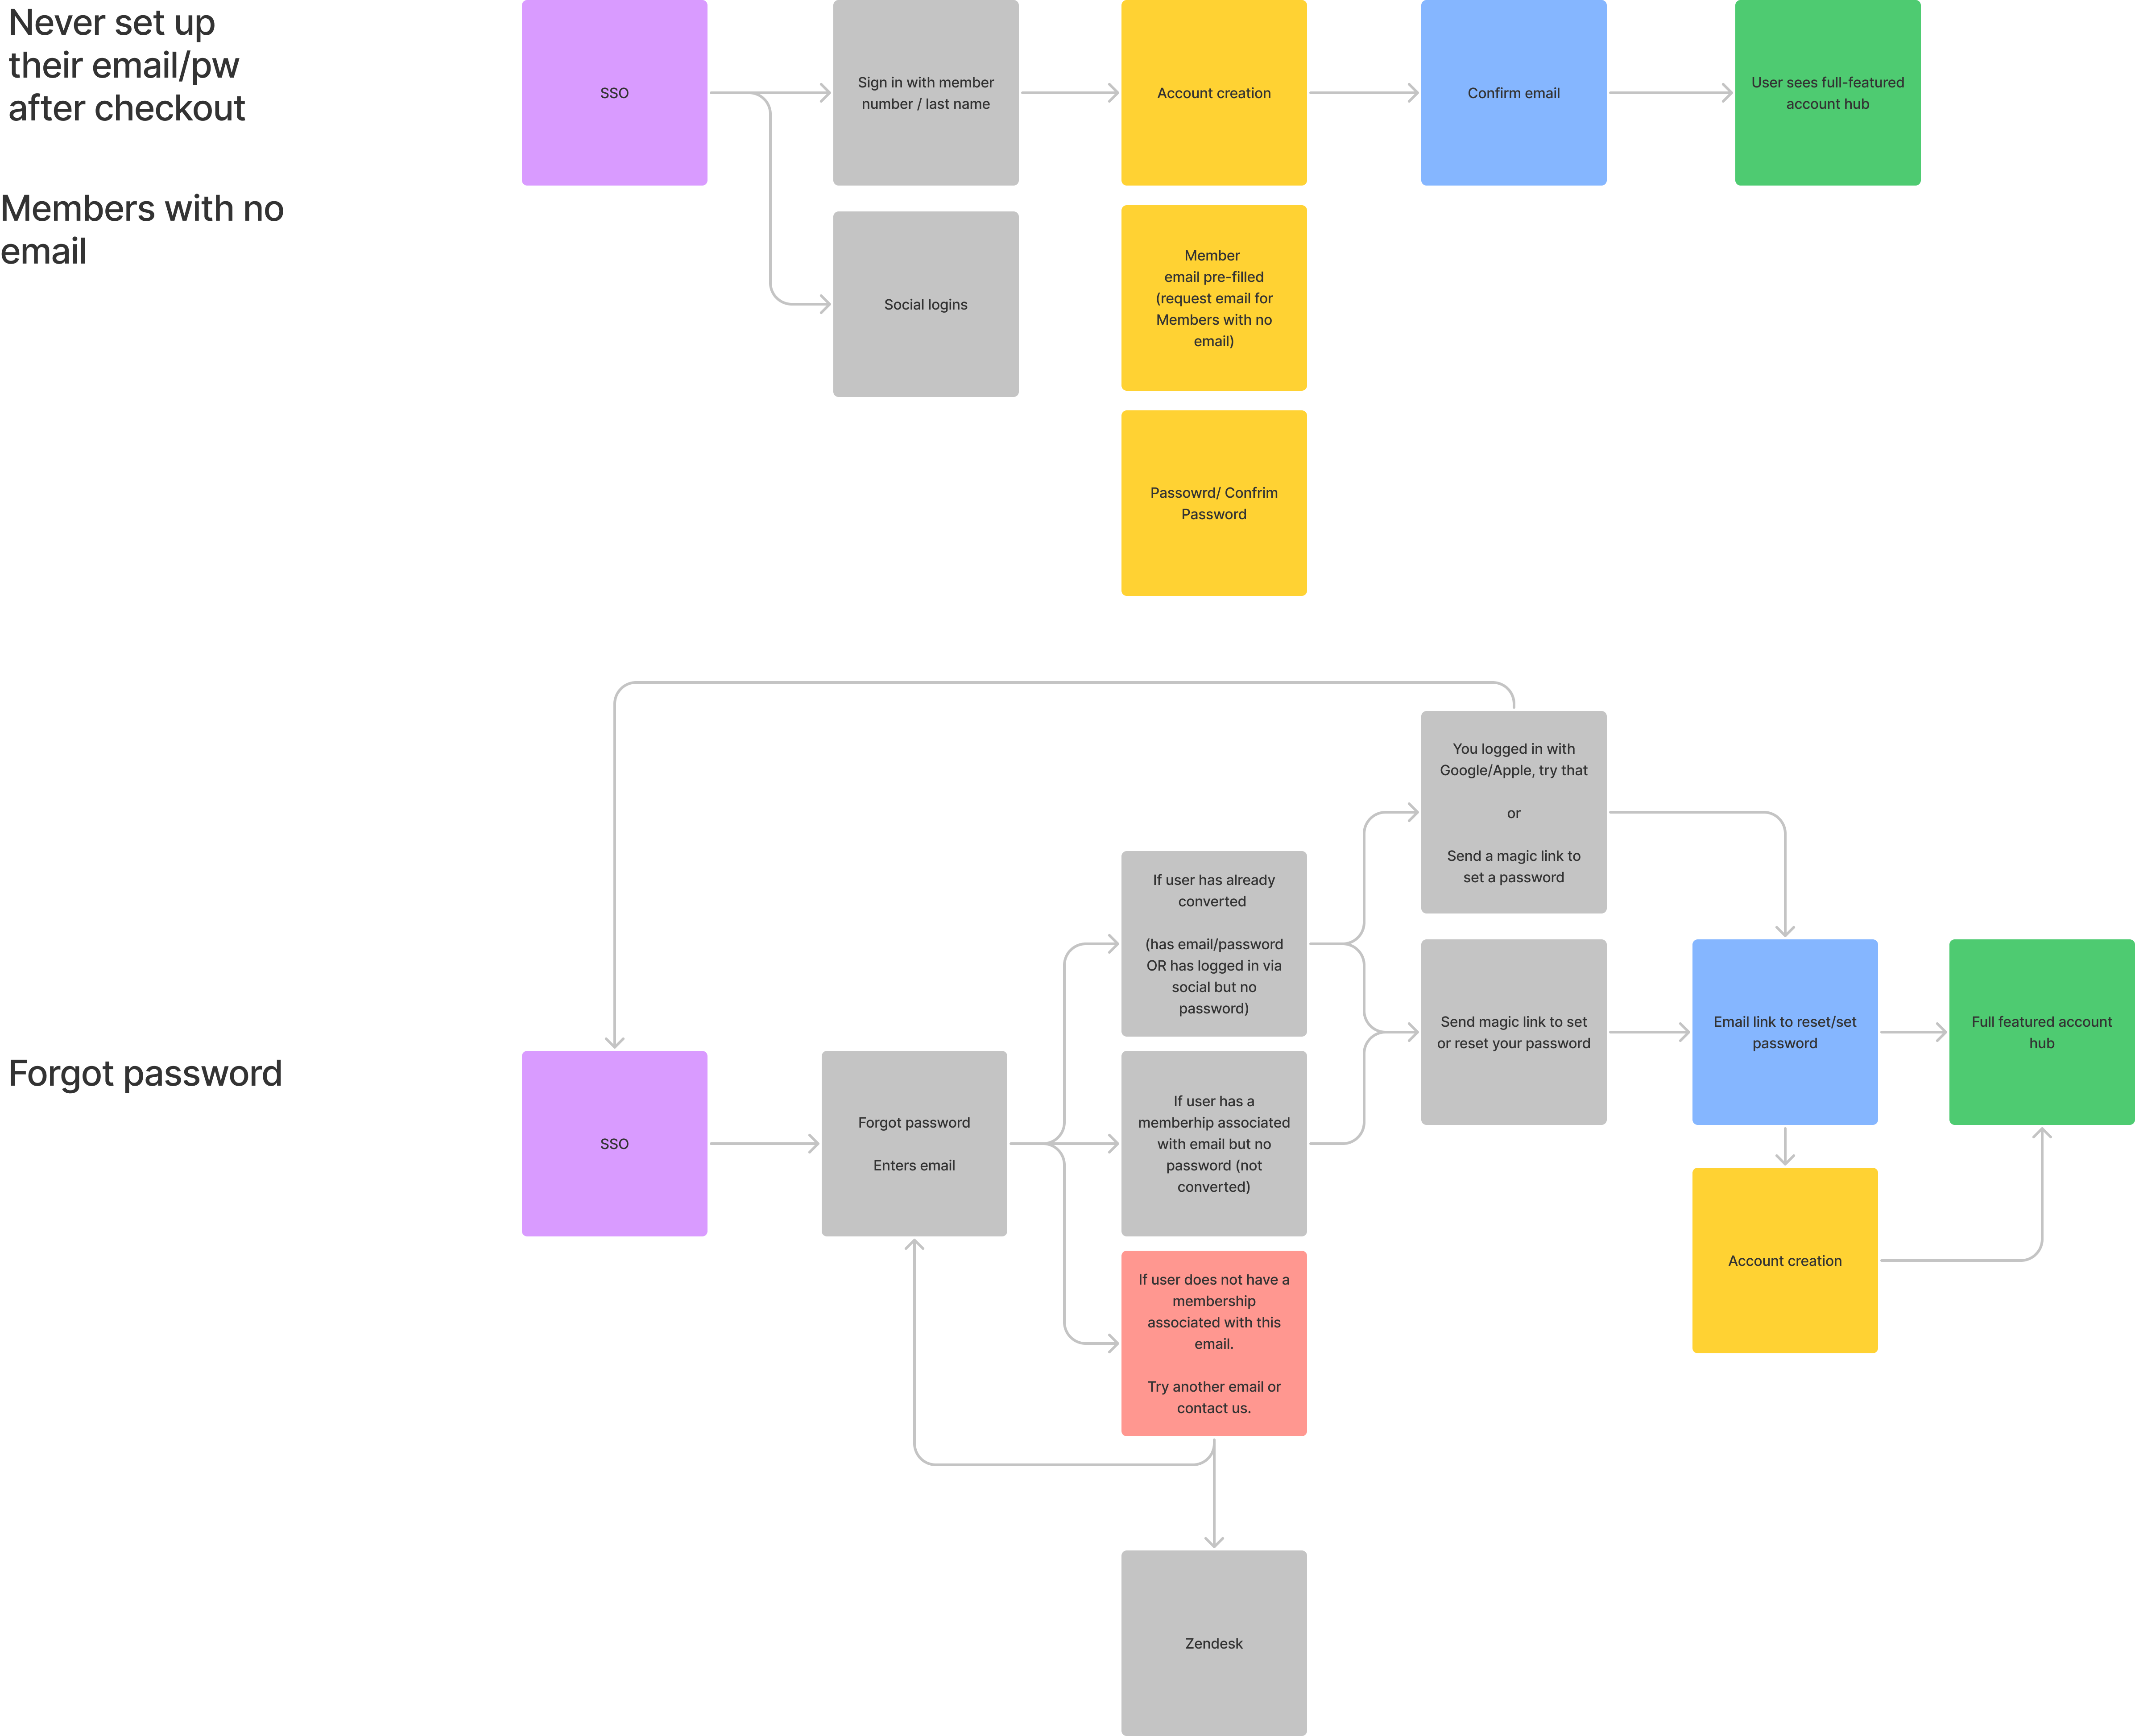 Never set up
their email/pw
after checkout
Members with no
email
SSO
Sign in with member
number / last name
Account creation
Confirm email
User sees full-featured
account hub
Social logins
Member
email pre-filled
(request email for
Members with no
email)
Passowrd/ Confrim
Password
Forgot password
SSO
Forgot password
Enters email
If user has already
converted
(has email/password
OR has logged in via
social but no
password)
If user has a
memberhip associated
with email but no
password (not
converted)
If user does not have a
membership
associated with this
email.
Try another email or
contact us.
Zendesk
You logged in with
Google/Apple, try that
or
Send a magic link to
set a password
Send magic link to set
or reset your password
Email link to reset/set
password
Full featured account
hub
Account creation